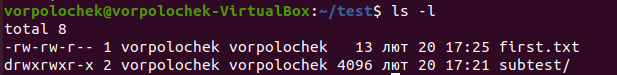 vorpolochek@vorpolochek-VirtualBox:~/test$ ls -l
total 8
-rw-rw-r-- 1 vorpolochek vorpolochek   13 лют 20 17:25 first.txt
drwxrwxr-x 2 vorpolochek vorpolochek 4096 лют 20 17:21 subtest/